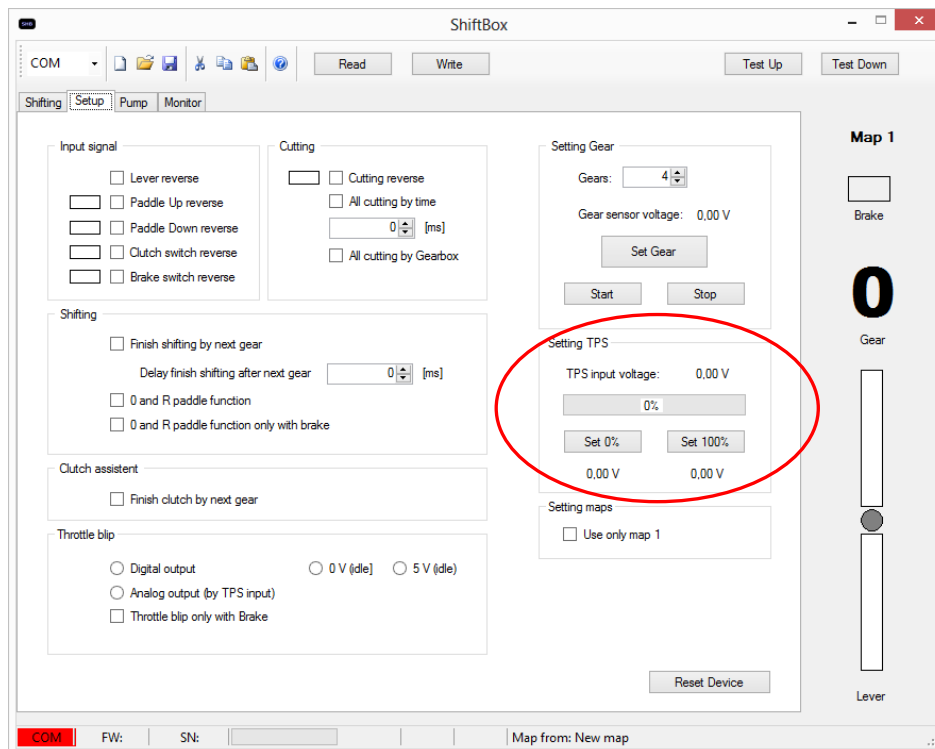 SHB
ShiftBox
COM
Read
Write
Test Up
Test Down
Shifting
Setup
Pump
Monitor
Input signal
Lever reverse
Paddle Up reverse
Paddle Down reverse
Clutch switch reverse
Brake switch reverse
Cutting
Cutting reverse
All cutting by time
0 [ms]
All cutting by Gearbox
Setting Gear
Gears: 4
Gear sensor voltage: 0,00 V
Set Gear
Start
Stop
Shifting
Finish shifting by next gear
Delay finish shifting after next gear 0 [ms]
0 and R paddle function
0 and R paddle function only with brake
Setting TPS
TPS input voltage: 0,00 V
0%
Set 0%
Set 100%
0,00 V
0,00 V
Clutch assistent
Finish clutch by next gear
Setting maps
Use only map 1
Throttle blip
Digital output
0 V (idle]
5 V (idle)
Analog output (by TPS input)
Throttle blip only with Brake
Reset Device
Map 1
Brake
0
Gear
Lever
COM
FW:
SN:
Map from: New map